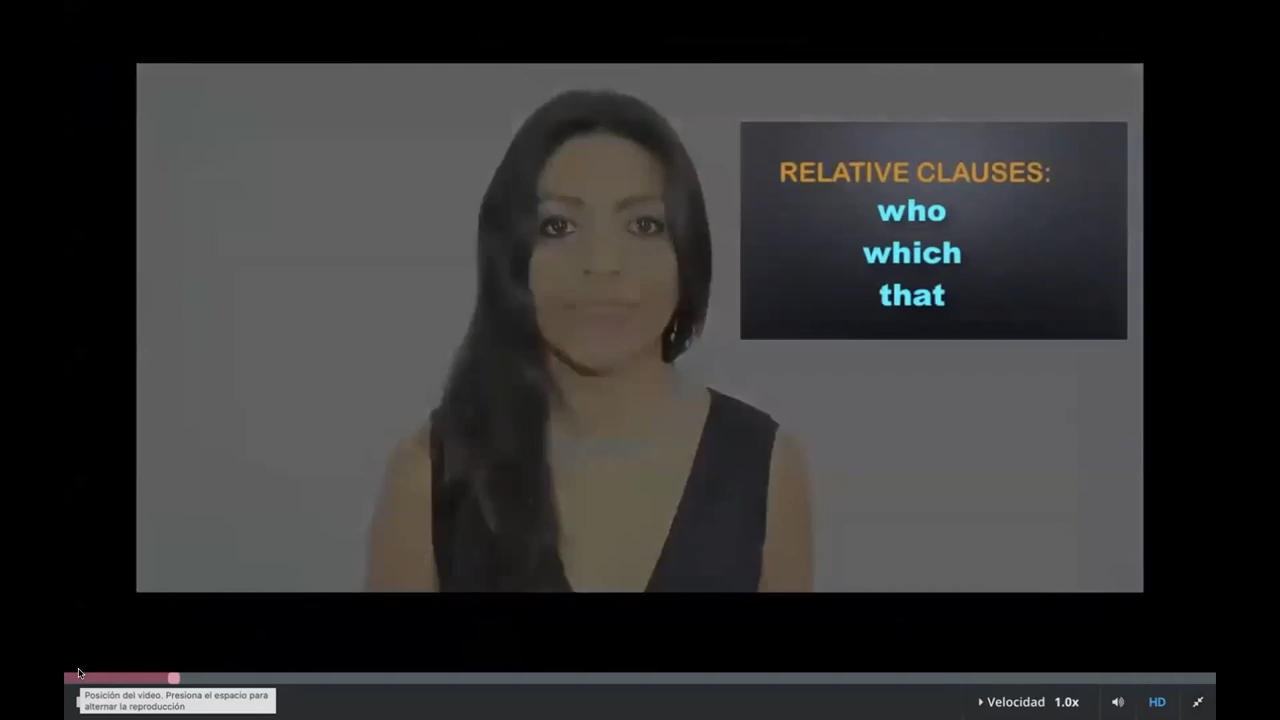 RELATIVE CLAUSES:
who
which
that
Posición del video. Presiona el espacio para
alternar la reproducción
Velocidad 1.0x
HD